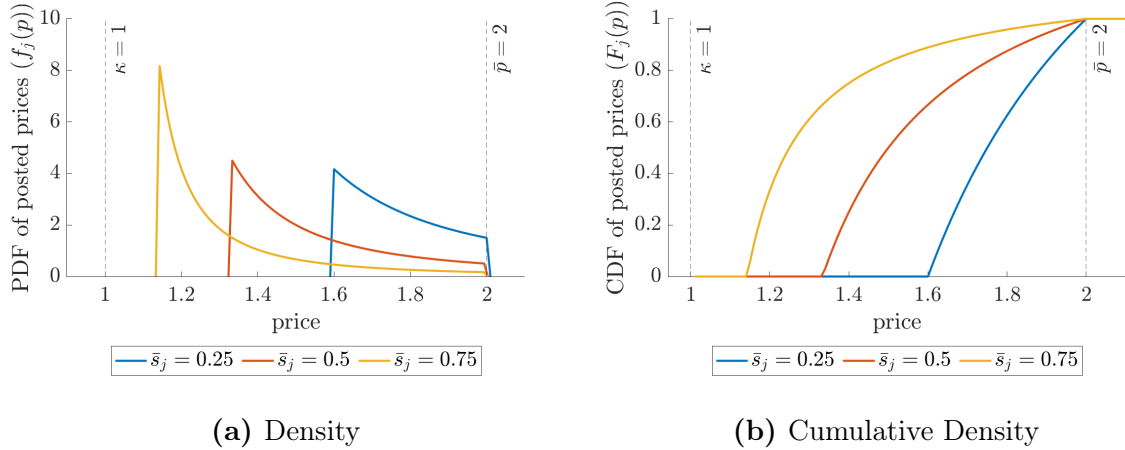 PDF of posted prices (f_j(p))
10
8
6
4
2
0
κ = 1
p̄ = 2
1 1.2 1.4 1.6 1.8 2
price
s̄_j = 0.25 s̄_j = 0.5 s̄_j = 0.75
(a) Density
CDF of posted prices (F_j(p))
1
0.8
0.6
0.4
0.2
0
κ = 1
p̄ = 2
1 1.2 1.4 1.6 1.8 2
price
s̄_j = 0.25 s̄_j = 0.5 s̄_j = 0.75
(b) Cumulative Density